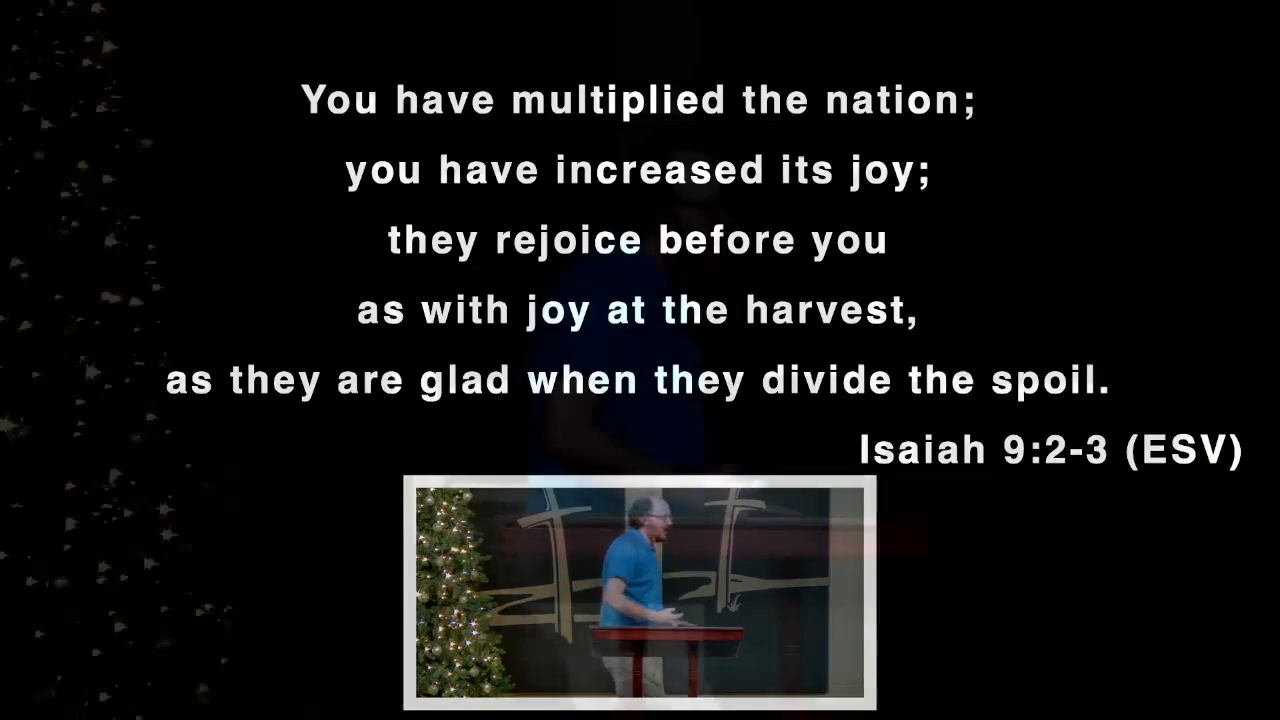 You have multiplied the nation;
you have increased its joy;
they rejoice before you
as with joy at the harvest,
as they are glad when they divide the spoil.
Isaiah 9:2-3 (ESV)